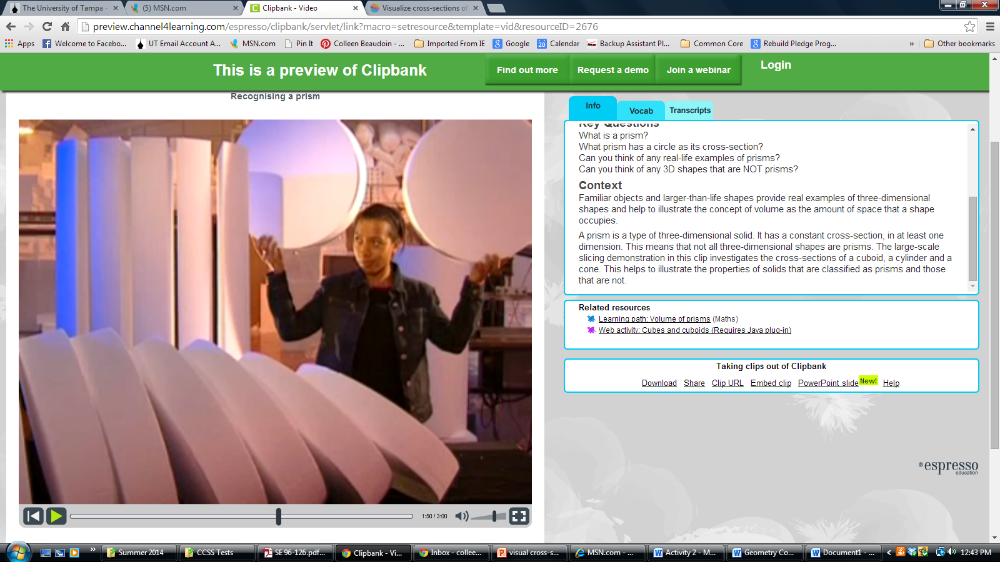 The University of Tampa -
(5) MSN.com
Clipbank - Video
Visualize cross-sections of
preview.channel4learning.com/espresso/clipbank/servlet/link?macro=setresource&template=vid&resourceID=2676
Apps
Welcome to Facebo...
UT Email Account A...
MSN.com
Pin It
Colleen Beaudoin - ...
Imported From IE
Google
Calendar
Backup Assistant Pl...
Common Core
Rebuild Pledge Prog...
»
Other bookmarks
This is a preview of Clipbank
Find out more
Request a demo
Join a webinar
Login
Recognising a prism
Info
Vocab
Transcripts
Key Questions
What is a prism?
What prism has a circle as its cross-section?
Can you think of any real-life examples of prisms?
Can you think of any 3D shapes that are NOT prisms?
Context
Familiar objects and larger-than-life shapes provide real examples of three-dimensional
shapes and help to illustrate the concept of volume as the amount of space that a shape
occupies.
A prism is a type of three-dimensional solid. It has a constant cross-section, in at least one
dimension. This means that not all three-dimensional shapes are prisms. The large-scale
slicing demonstration in this clip investigates the cross-sections of a cuboid, a cylinder and a
cone. This helps to illustrate the properties of solids that are classified as prisms and those
that are not.
Related resources
Learning path: Volume of prisms (Maths)
Web activity: Cubes and cuboids (Requires Java plug-in)
Taking clips out of Clipbank
Download Share Clip URL Embed clip PowerPoint slide New! Help
©espresso
education
1:50 / 3:00
»
Summer 2014
CCSS Tests
SE 96-126.pdf...
Clipbank - Vi...
Inbox - collee...
visual cross-s...
MSN.com - ...
Activity 2 - M...
Geometry Co...
Document1 - ...
12:43 PM